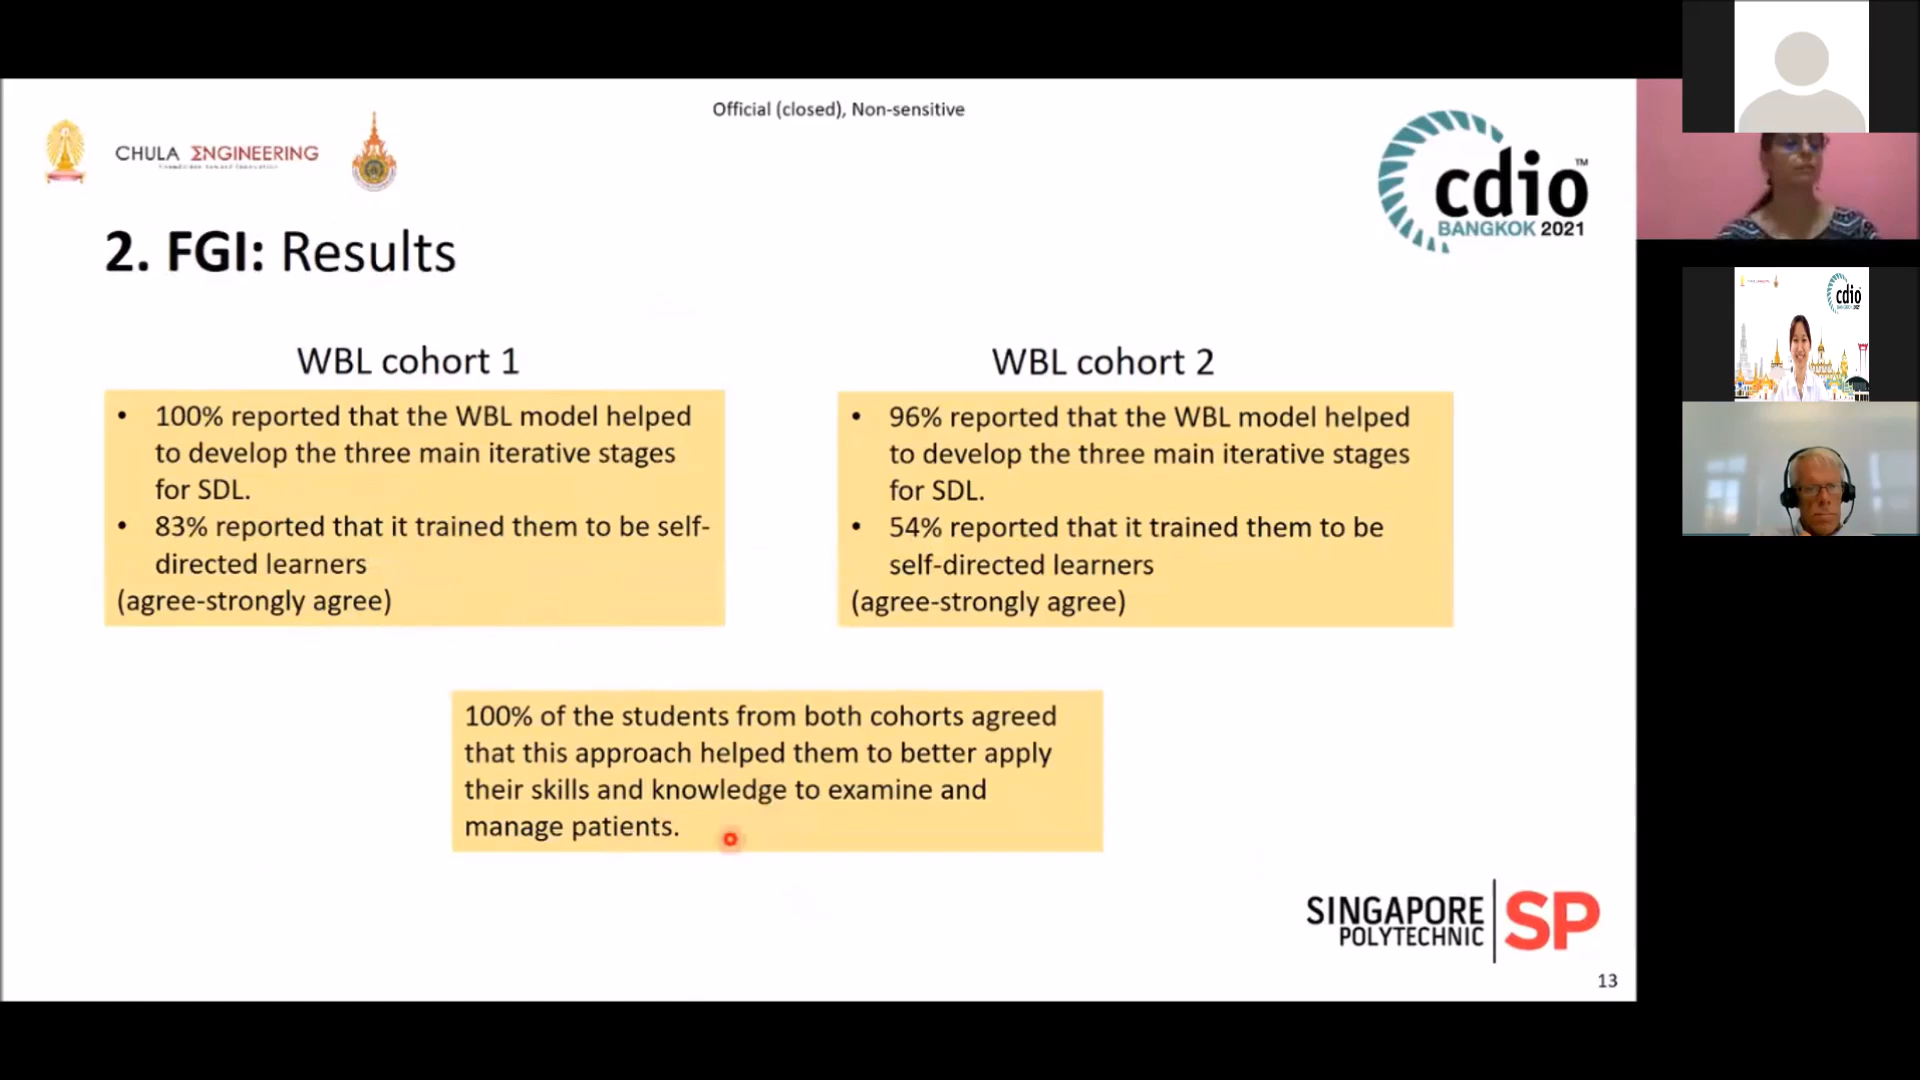 Official (closed), Non-sensitive
CHULA ΣNGINEERING
cdio™
BANGKOK 2021
2. FGI: Results
WBL cohort 1
• 100% reported that the WBL model helped
to develop the three main iterative stages
for SDL.
• 83% reported that it trained them to be self-
directed learners
(agree-strongly agree)
WBL cohort 2
• 96% reported that the WBL model helped
to develop the three main iterative stages
for SDL.
• 54% reported that it trained them to be
self-directed learners
(agree-strongly agree)
100% of the students from both cohorts agreed
that this approach helped them to better apply
their skills and knowledge to examine and
manage patients.
SINGAPORE
POLYTECHNIC
SP
13
cdio